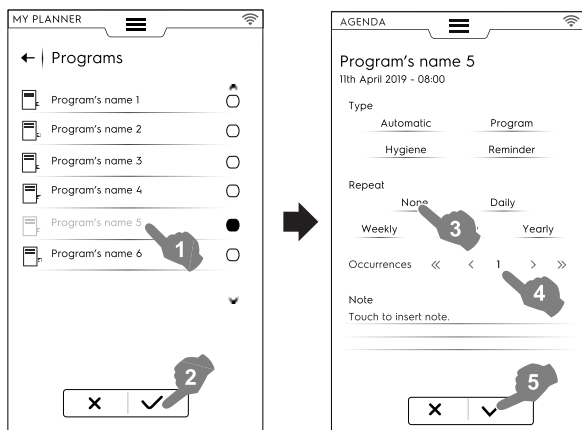 MY PLANNER
Programs
Program's name 1
Program's name 2
Program's name 3
Program's name 4
Program's name 5
Program's name 6
1
2
AGENDA
Program's name 5
11th April 2019 - 08:00
Type
Automatic Program
Hygiene Reminder
Repeat
None Daily
3
Weekly Yearly
Occurrences « < 1 > »
4
Note
Touch to insert note.
5